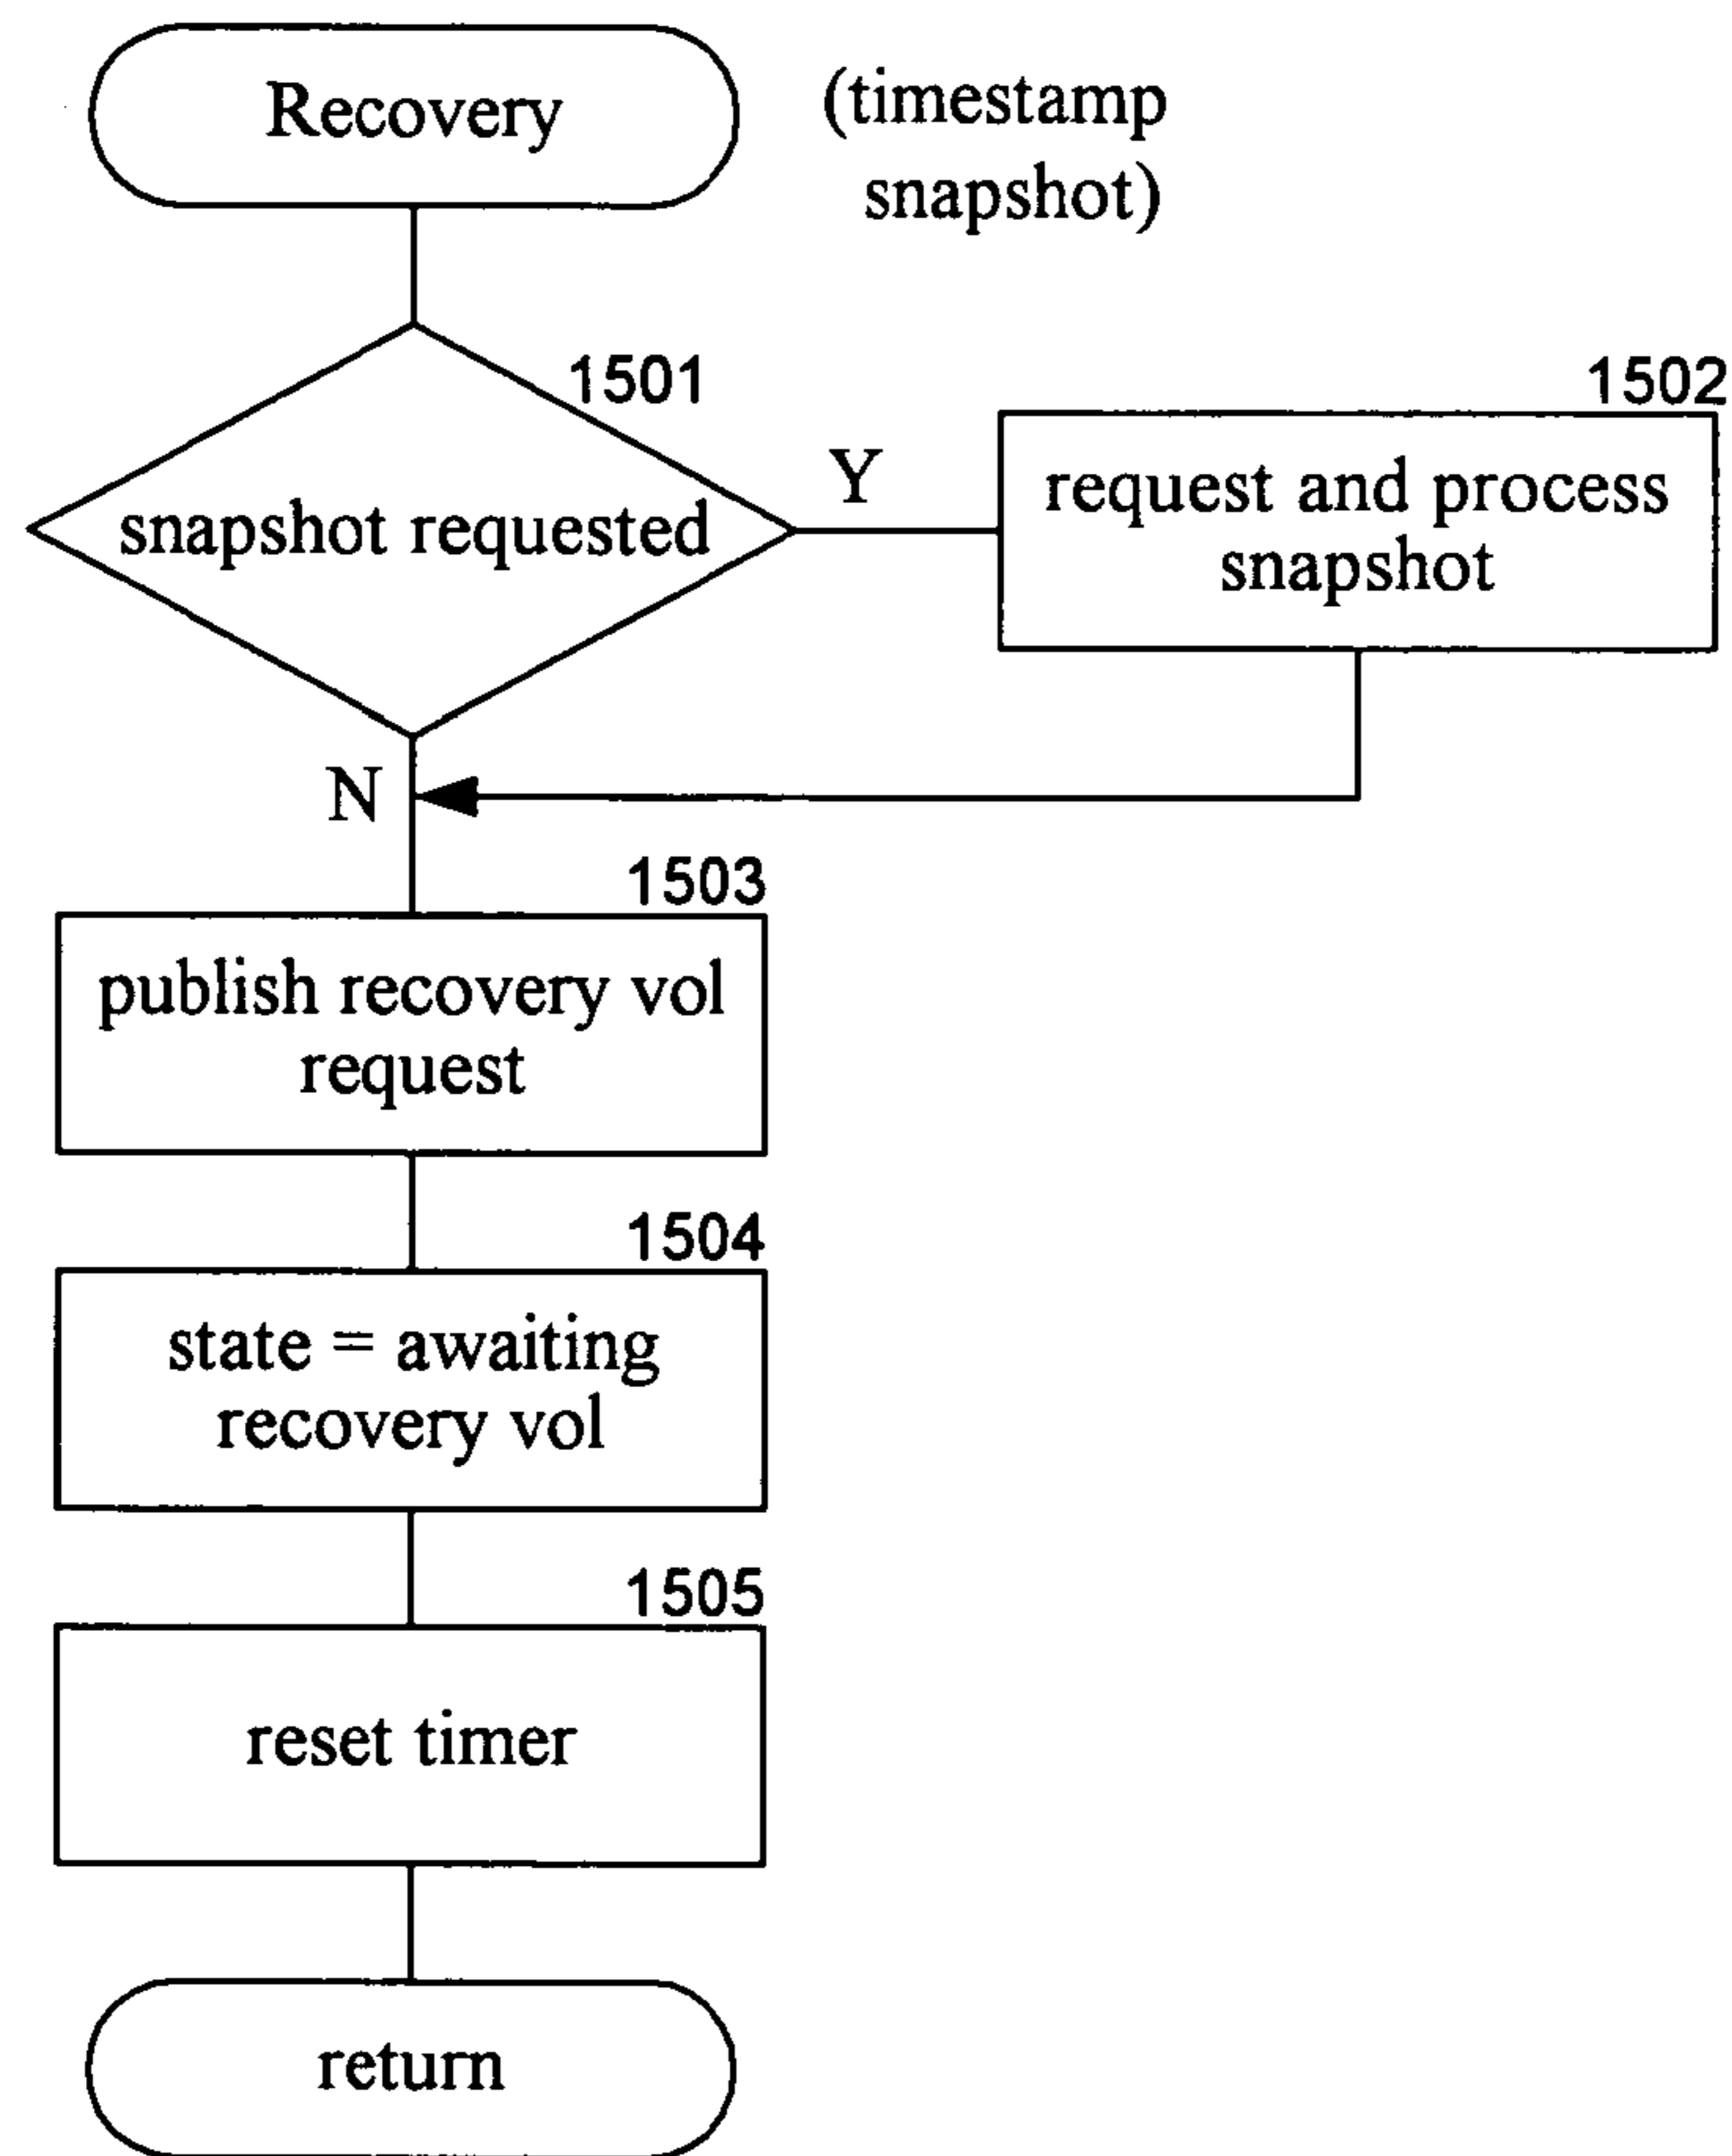 Recovery
(timestamp
snapshot)
1501
snapshot requested
Y
1502
request and process
snapshot
N
1503
publish recovery vol
request
1504
state = awaiting
recovery vol
1505
reset timer
return